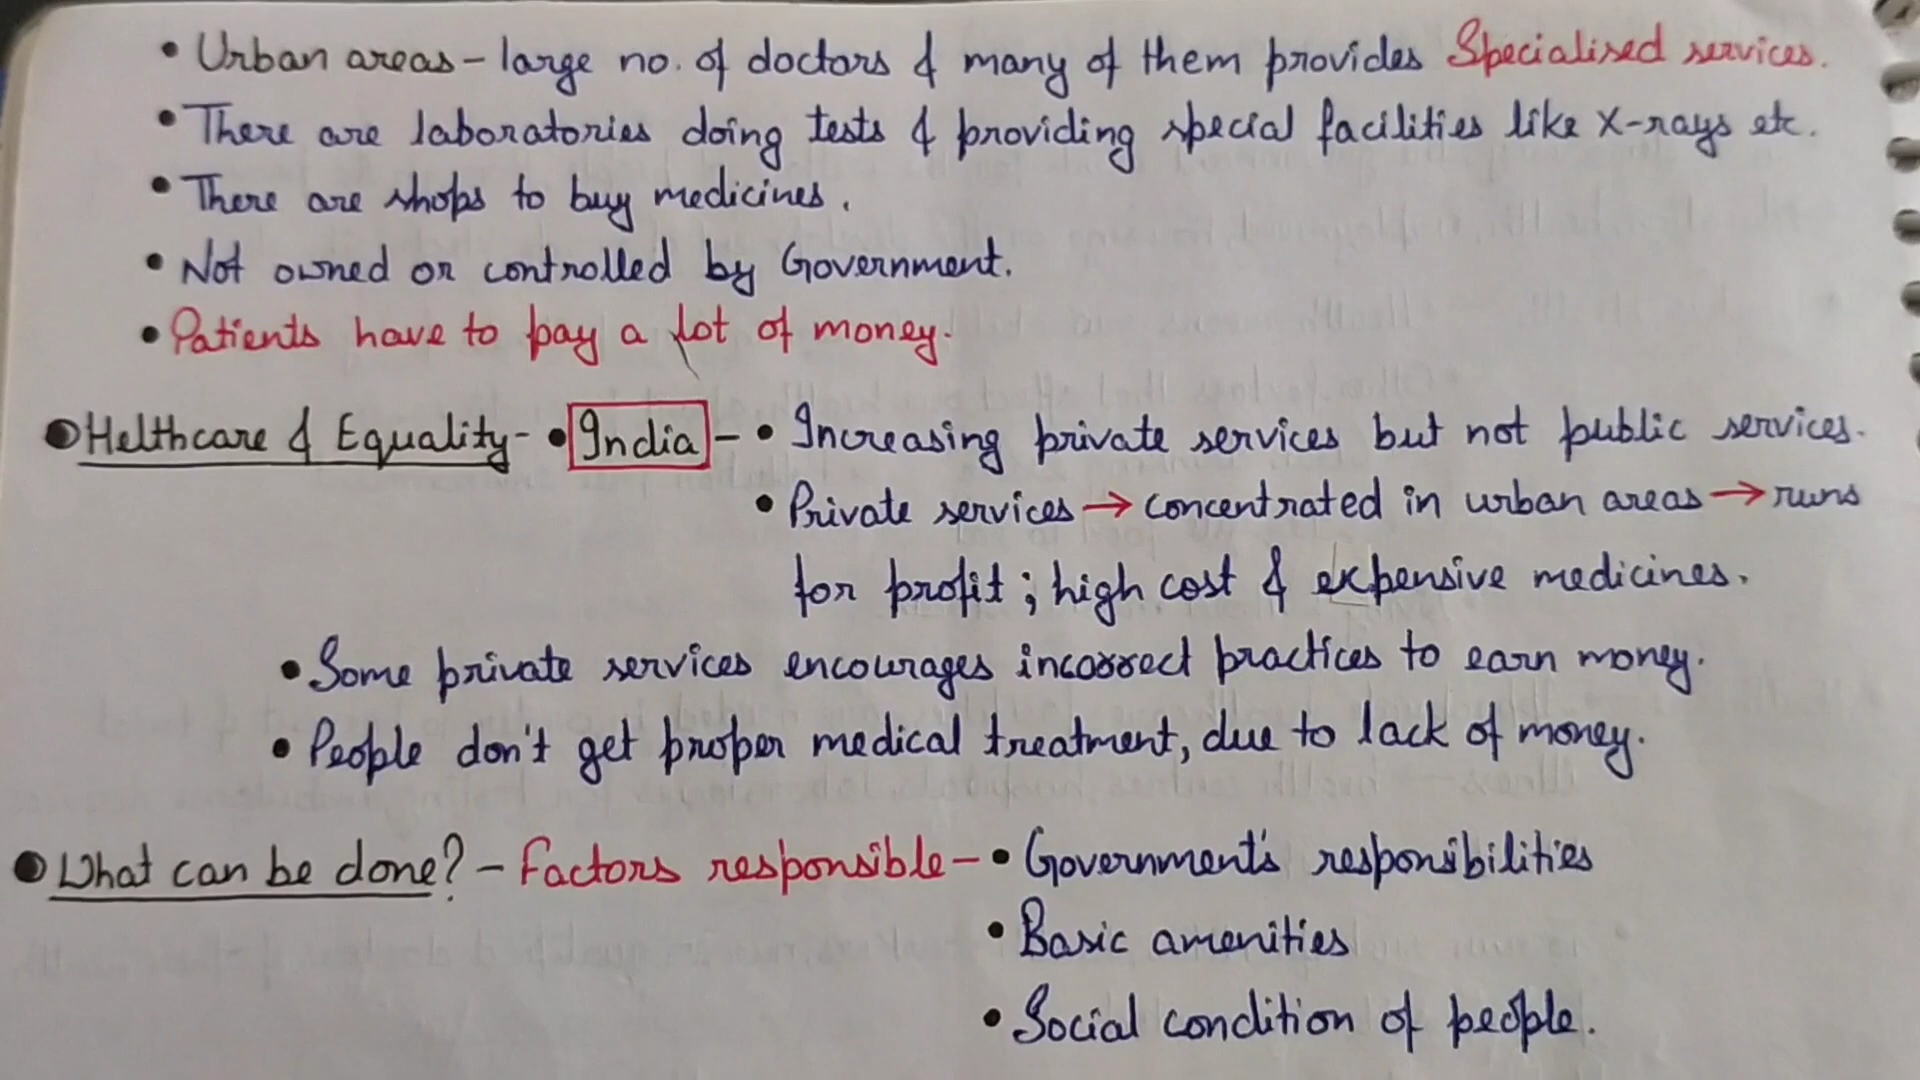 • Urban areas - large no. of doctors & many of them provides Specialised services.
• There are laboratories doing tests & providing special facilities like X-rays etc.
• There are shops to buy medicines.
• Not owned or controlled by Government.
• Patients have to pay a lot of money.
• Helthcare & Equality - • India - • Increasing private services but not public services.
• Private services → concentrated in urban areas → runs
for profit ; high cost & expensive medicines.
• Some private services encourages incorrect practices to earn money.
• People don't get proper medical treatment, due to lack of money.
• What can be done? - Factors responsible - • Government's responsibilities
• Basic amenities
• Social condition of people.